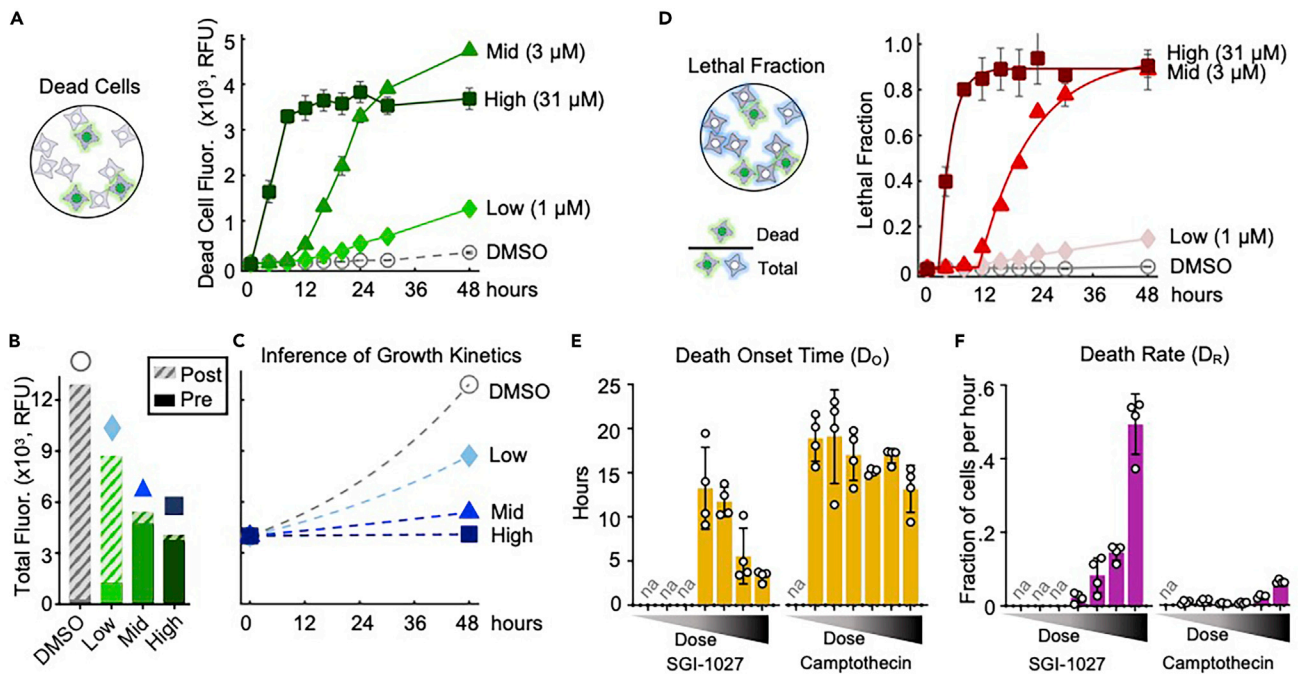 A
Dead Cells
Dead Cell Fluor. (x10³, RFU)
5
4
3
2
1
0
0
12
24
36
48
hours
Mid (3 µM)
High (31 µM)
Low (1 µM)
DMSO
D
Lethal Fraction
Dead
Total
Lethal Fraction
1.0
0.8
0.6
0.4
0.2
0
0
12
24
36
48
hours
High (31 µM)
Mid (3 µM)
Low (1 µM)
DMSO
B
Total Fluor. (x10³, RFU)
12
9
6
3
0
Post
Pre
DMSO
Low
Mid
High
C
Inference of Growth Kinetics
DMSO
Low
Mid
High
0
12
24
36
48
hours
E
Death Onset Time (D₀)
Hours
25
20
15
10
5
0
na
na
na
na
Dose
Dose
SGI-1027
Camptothecin
F
Death Rate (Dᵣ)
Fraction of cells per hour
.6
.4
.2
0
na
na
na
na
Dose
Dose
SGI-1027
Camptothecin